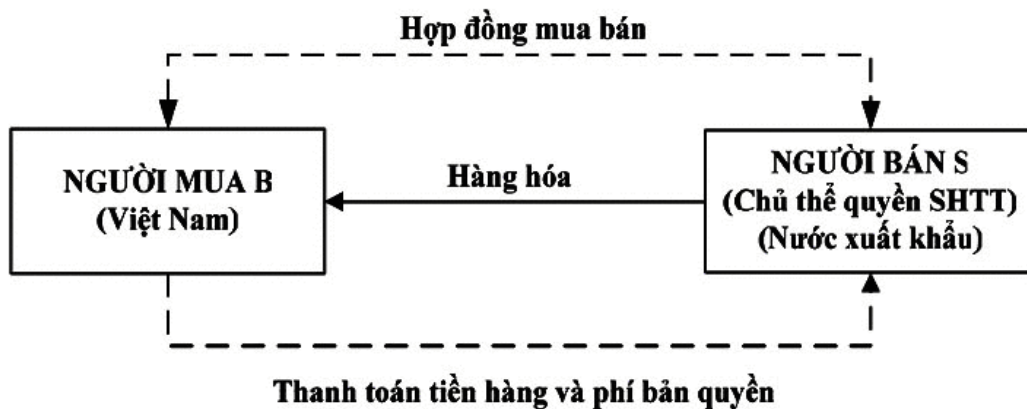 Hợp đồng mua bán
NGƯỜI MUA B
(Việt Nam)
Hàng hóa
NGƯỜI BÁN S
(Chủ thể quyền SHTT)
(Nước xuất khẩu)
Thanh toán tiền hàng và phí bản quyền